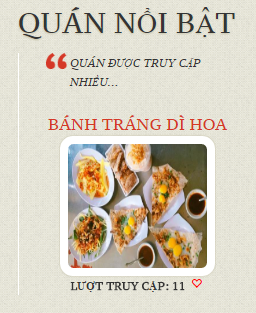 QUÁN NỔI BẬT
QUÁN ĐƯỢC TRUY CẬP
NHIỀU...
BÁNH TRÁNG DÌ HOA
LƯỢT TRUY CẬP: 11